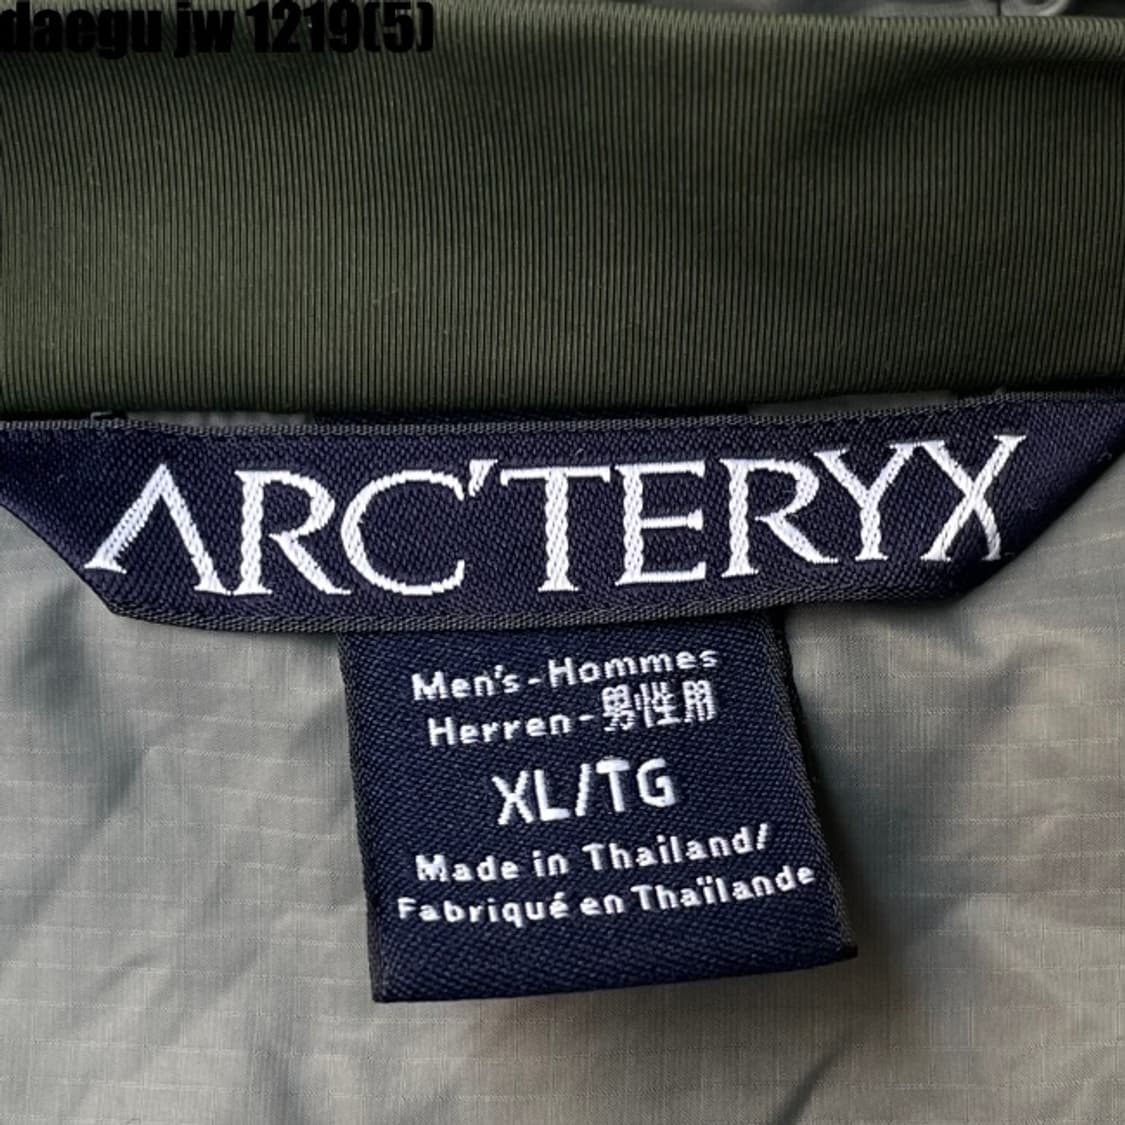 daegu jw 1219(5)
ARC'TERYX
Men's-Hommes
Herren-男性用
XL/TG
Made in Thailand/
Fabriqué en Thaïlande